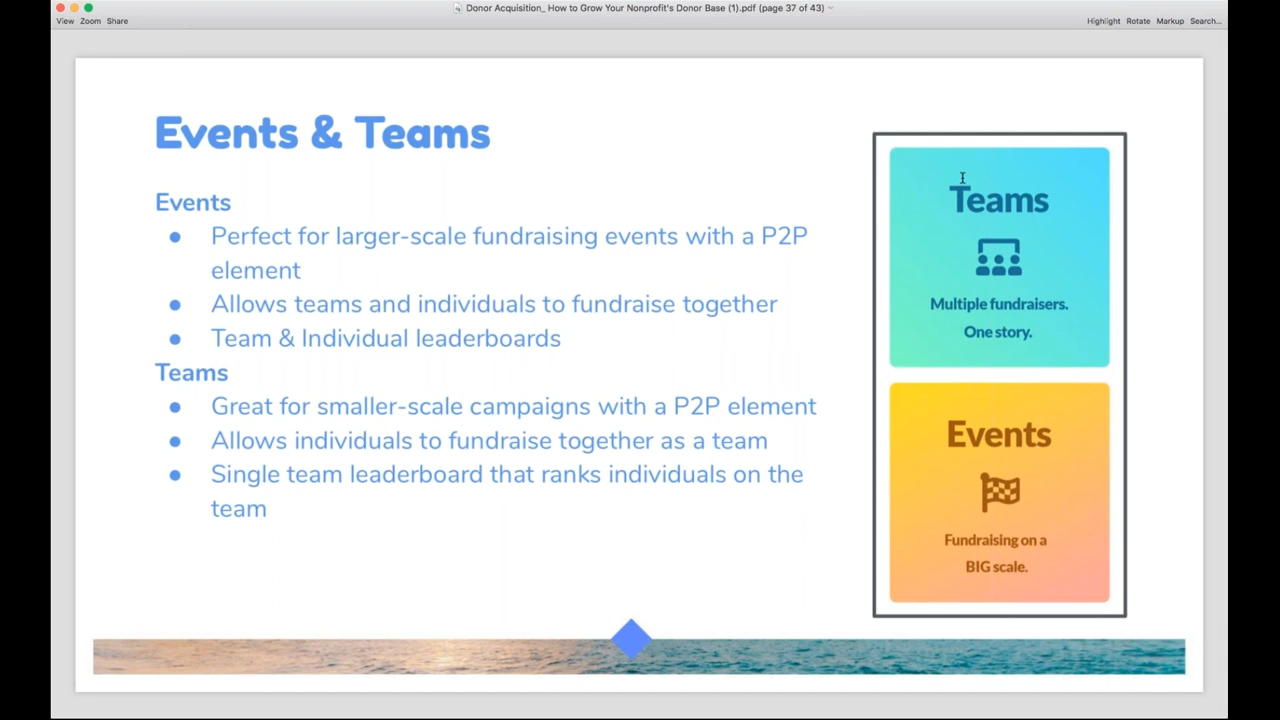 Donor Acquisition_ How to Grow Your Nonprofit's Donor Base (1).pdf (page 37 of 43)
View Zoom Share
Highlight Rotate Markup Search...
Events & Teams
Events
● Perfect for larger-scale fundraising events with a P2P
element
● Allows teams and individuals to fundraise together
● Team & Individual leaderboards
Teams
● Great for smaller-scale campaigns with a P2P element
● Allows individuals to fundraise together as a team
● Single team leaderboard that ranks individuals on the
team
Teams
Multiple fundraisers.
One story.
Events
Fundraising on a
BIG scale.